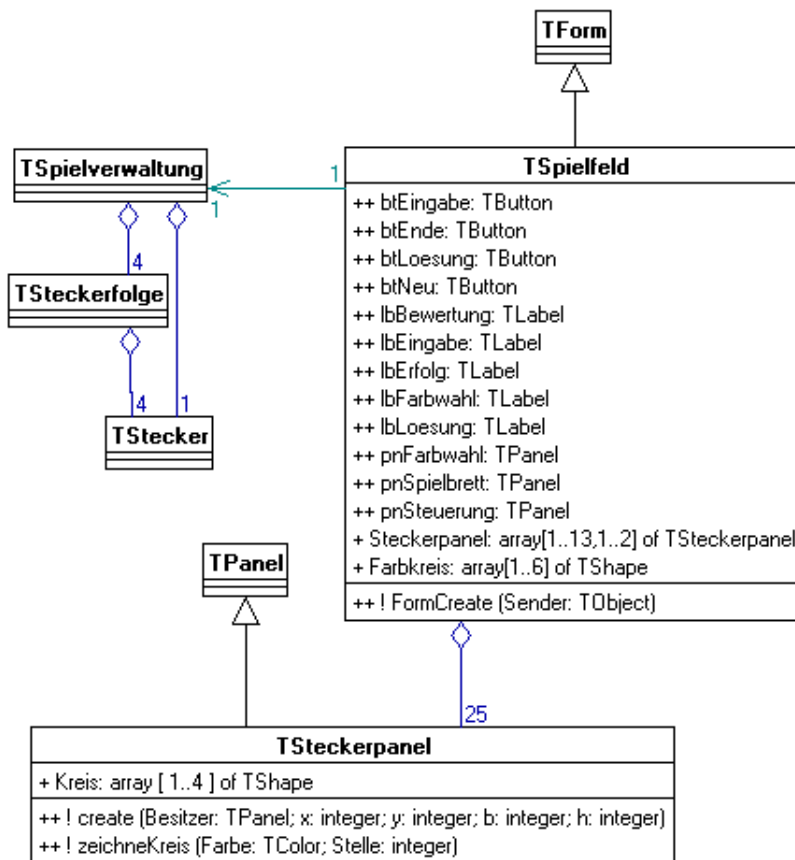 TForm
TSpielverwaltung
1
1
TSpielfeld
++ btEingabe: TButton
++ btEnde: TButton
++ btLoesung: TButton
++ btNeu: TButton
++ lbBewertung: TLabel
++ lbEingabe: TLabel
++ lbErfolg: TLabel
++ lbFarbwahl: TLabel
++ lbLoesung: TLabel
++ pnFarbwahl: TPanel
++ pnSpielbrett: TPanel
++ pnSteuerung: TPanel
+ Steckerpanel: array[1..13,1..2] of TSteckerpanel
+ Farbkreis: array[1..6] of TShape
++ ! FormCreate (Sender: TObject)
4
TSteckerfolge
4
1
TStecker
TPanel
25
TSteckerpanel
+ Kreis: array [ 1..4 ] of TShape
++ ! create (Besitzer: TPanel; x: integer; y: integer; b: integer; h: integer)
++ ! zeichneKreis (Farbe: TColor; Stelle: integer)